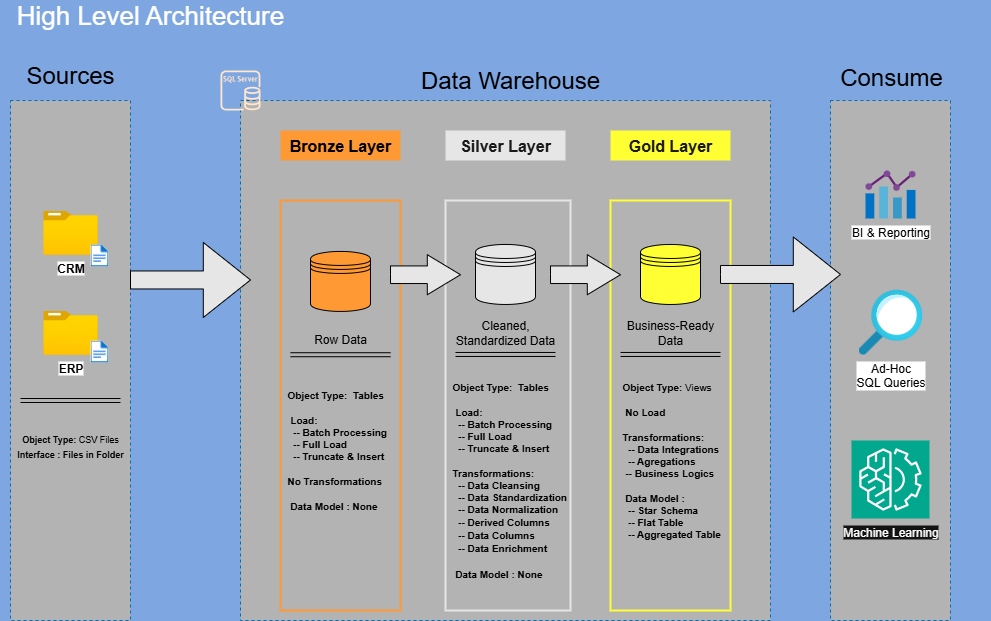 High Level Architecture
Sources
CRM
ERP
Object Type: CSV Files
Interface : Files in Folder
SQL Server
Data Warehouse
Bronze Layer
Row Data
Object Type:  Tables
Load:
-- Batch Processing
-- Full Load
-- Truncate & Insert
No Transformations
Data Model : None
Silver Layer
Cleaned,
Standardized Data
Object Type:  Tables
Load:
-- Batch Processing
-- Full Load
-- Truncate & Insert
Transformations:
-- Data Cleansing
-- Data Standardization
-- Data Normalization
-- Derived Columns
-- Data Columns
-- Data Enrichment
Data Model : None
Gold Layer
Business-Ready
Data
Object Type: Views
No Load
Transformations:
-- Data Integrations
-- Agregations
-- Business Logics
Data Model :
-- Star Schema
-- Flat Table
-- Aggregated Table
Consume
BI & Reporting
Ad-Hoc
SQL Queries
Machine Learning